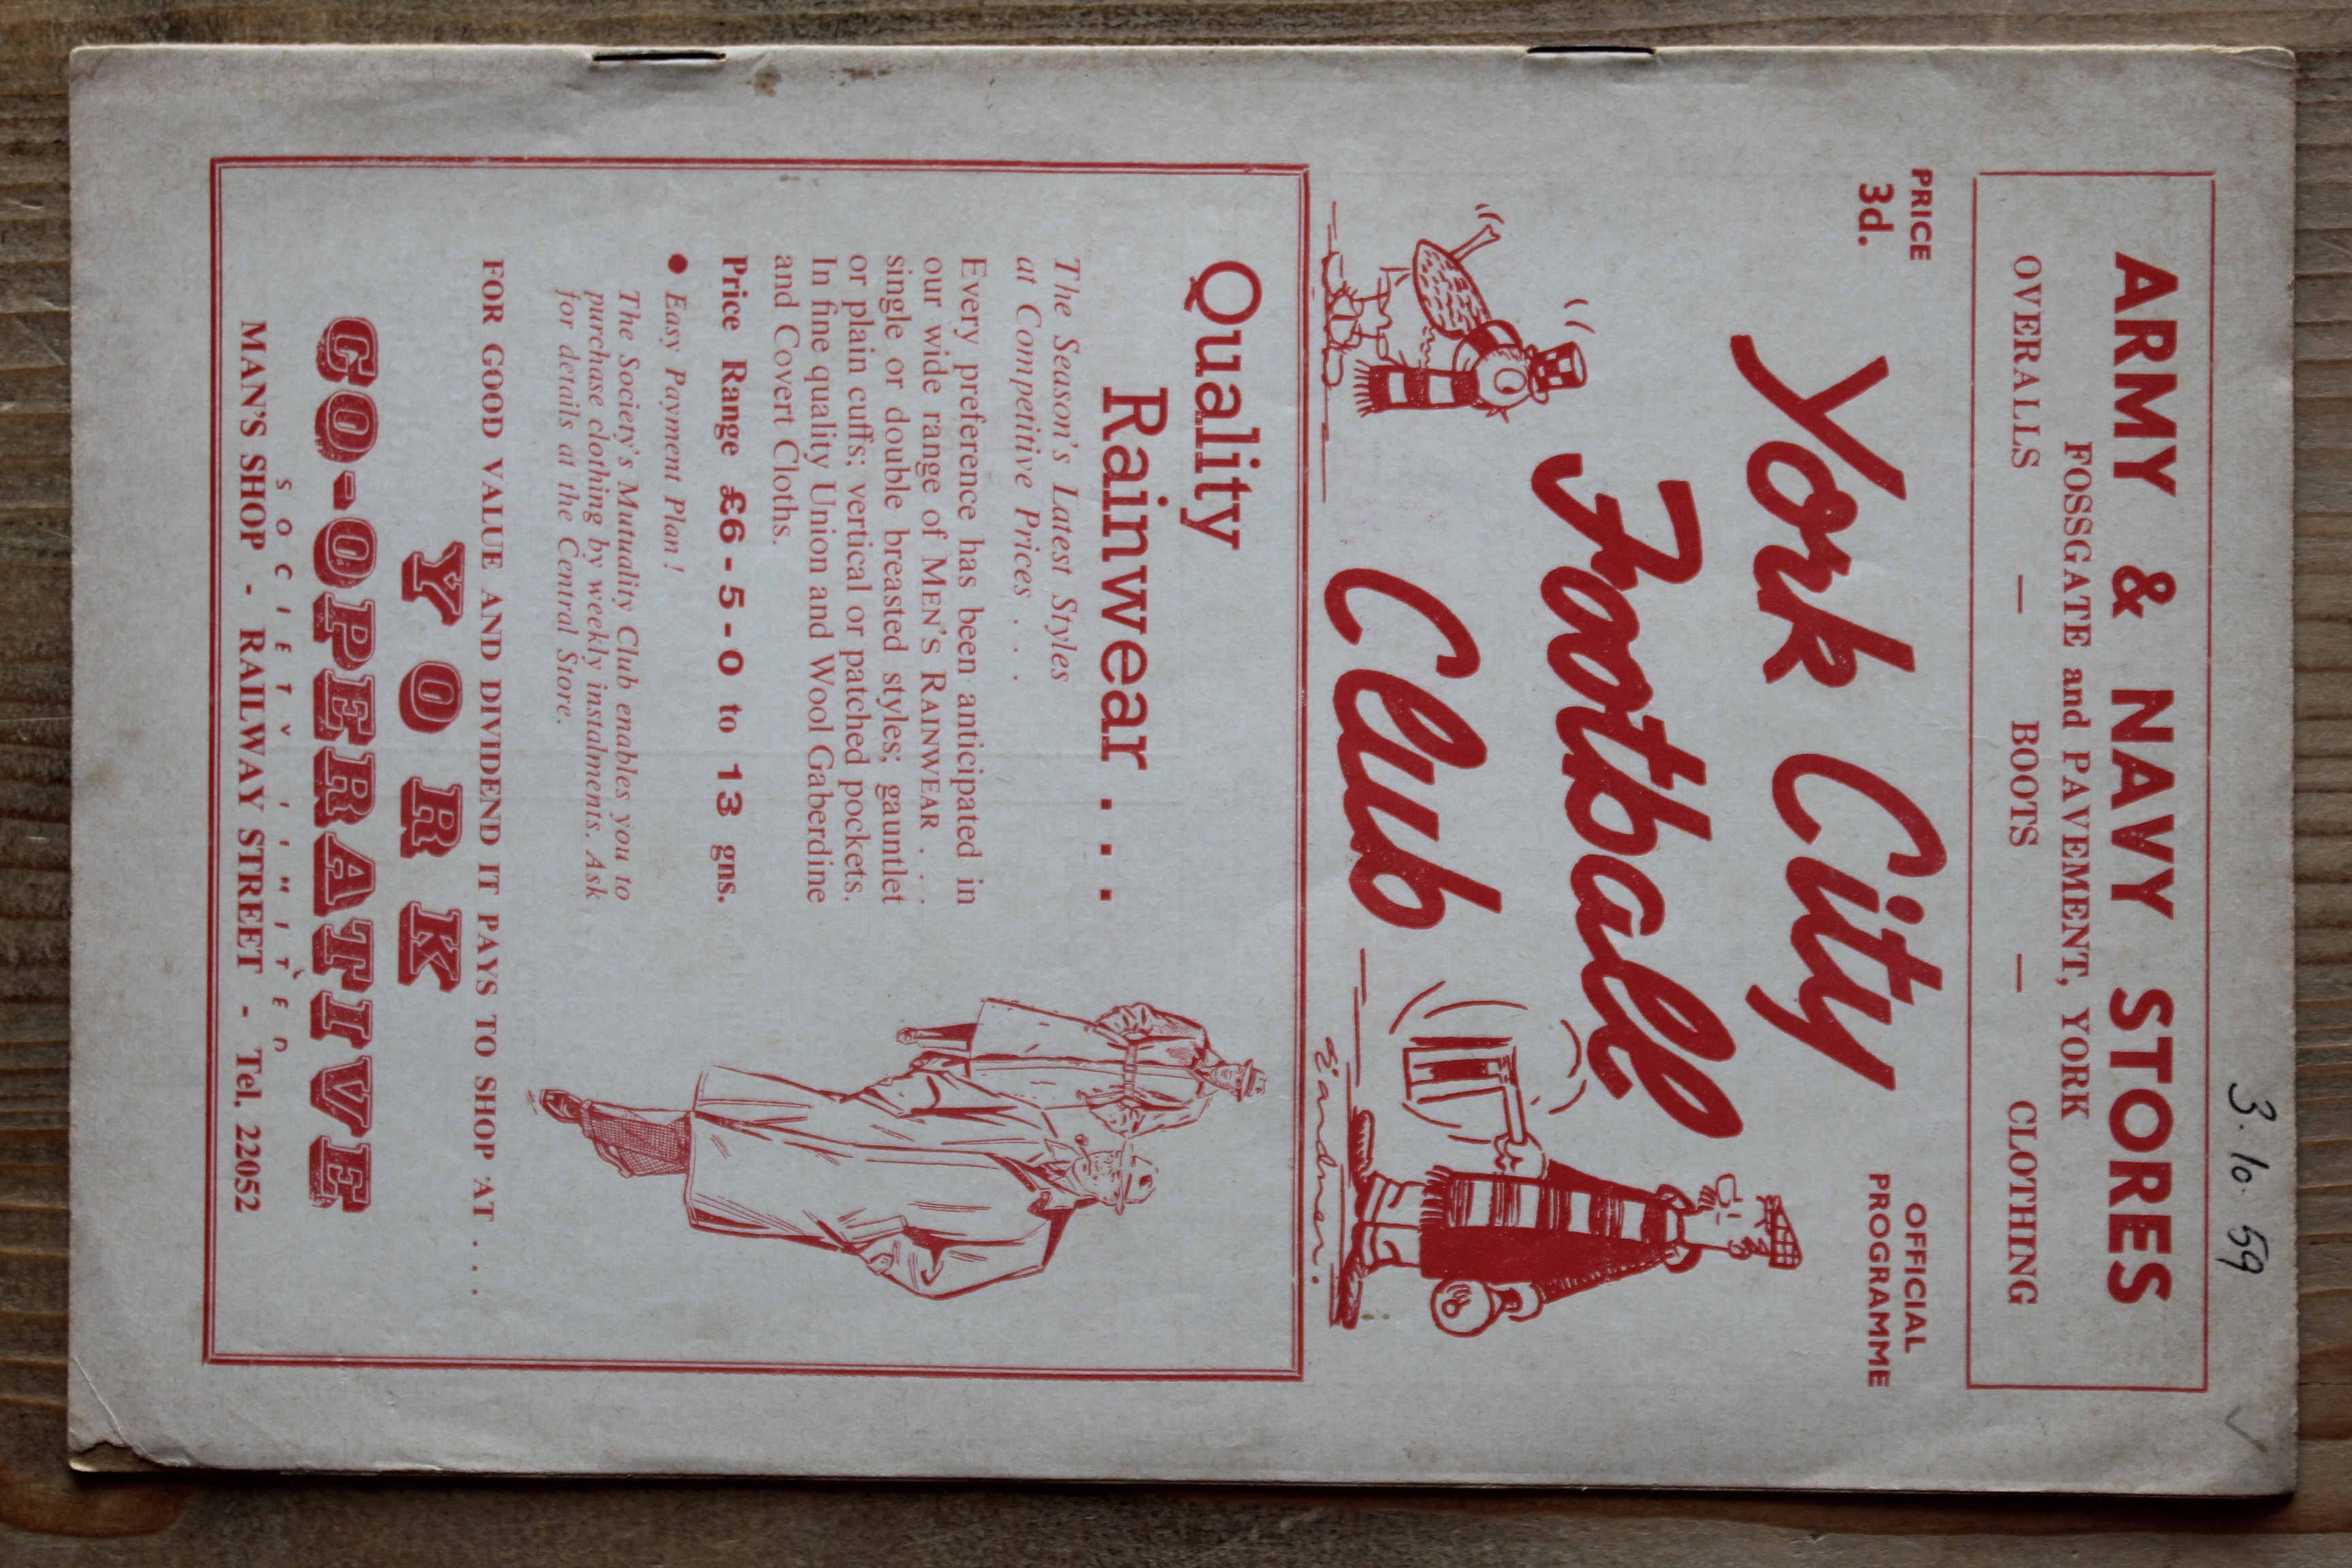 3.10.59
ARMY & NAVY STORES
FOSSGATE and PAVEMENT, YORK
OVERALLS — BOOTS — CLOTHING
PRICE
3d.
OFFICIAL
PROGRAMME
York City
Football
Club
Gardner.
Quality
Rainwear . . .
The Season's Latest Styles
at Competitive Prices . . .
Every preference has been anticipated in
our wide range of MEN'S RAINWEAR . . .
single or double breasted styles; gauntlet
or plain cuffs; vertical or patched pockets.
In fine quality Union and Wool Gaberdine
and Covert Cloths.
Price Range £6-5-0 to 13 gns.
● Easy Payment Plan !
The Society's Mutuality Club enables you to
purchase clothing by weekly instalments. Ask
for details at the Central Store.
FOR GOOD VALUE AND DIVIDEND IT PAYS TO SHOP AT . . .
YORK
CO-OPERATIVE
SOCIETY LIMITED
MAN'S SHOP - RAILWAY STREET - Tel. 22052